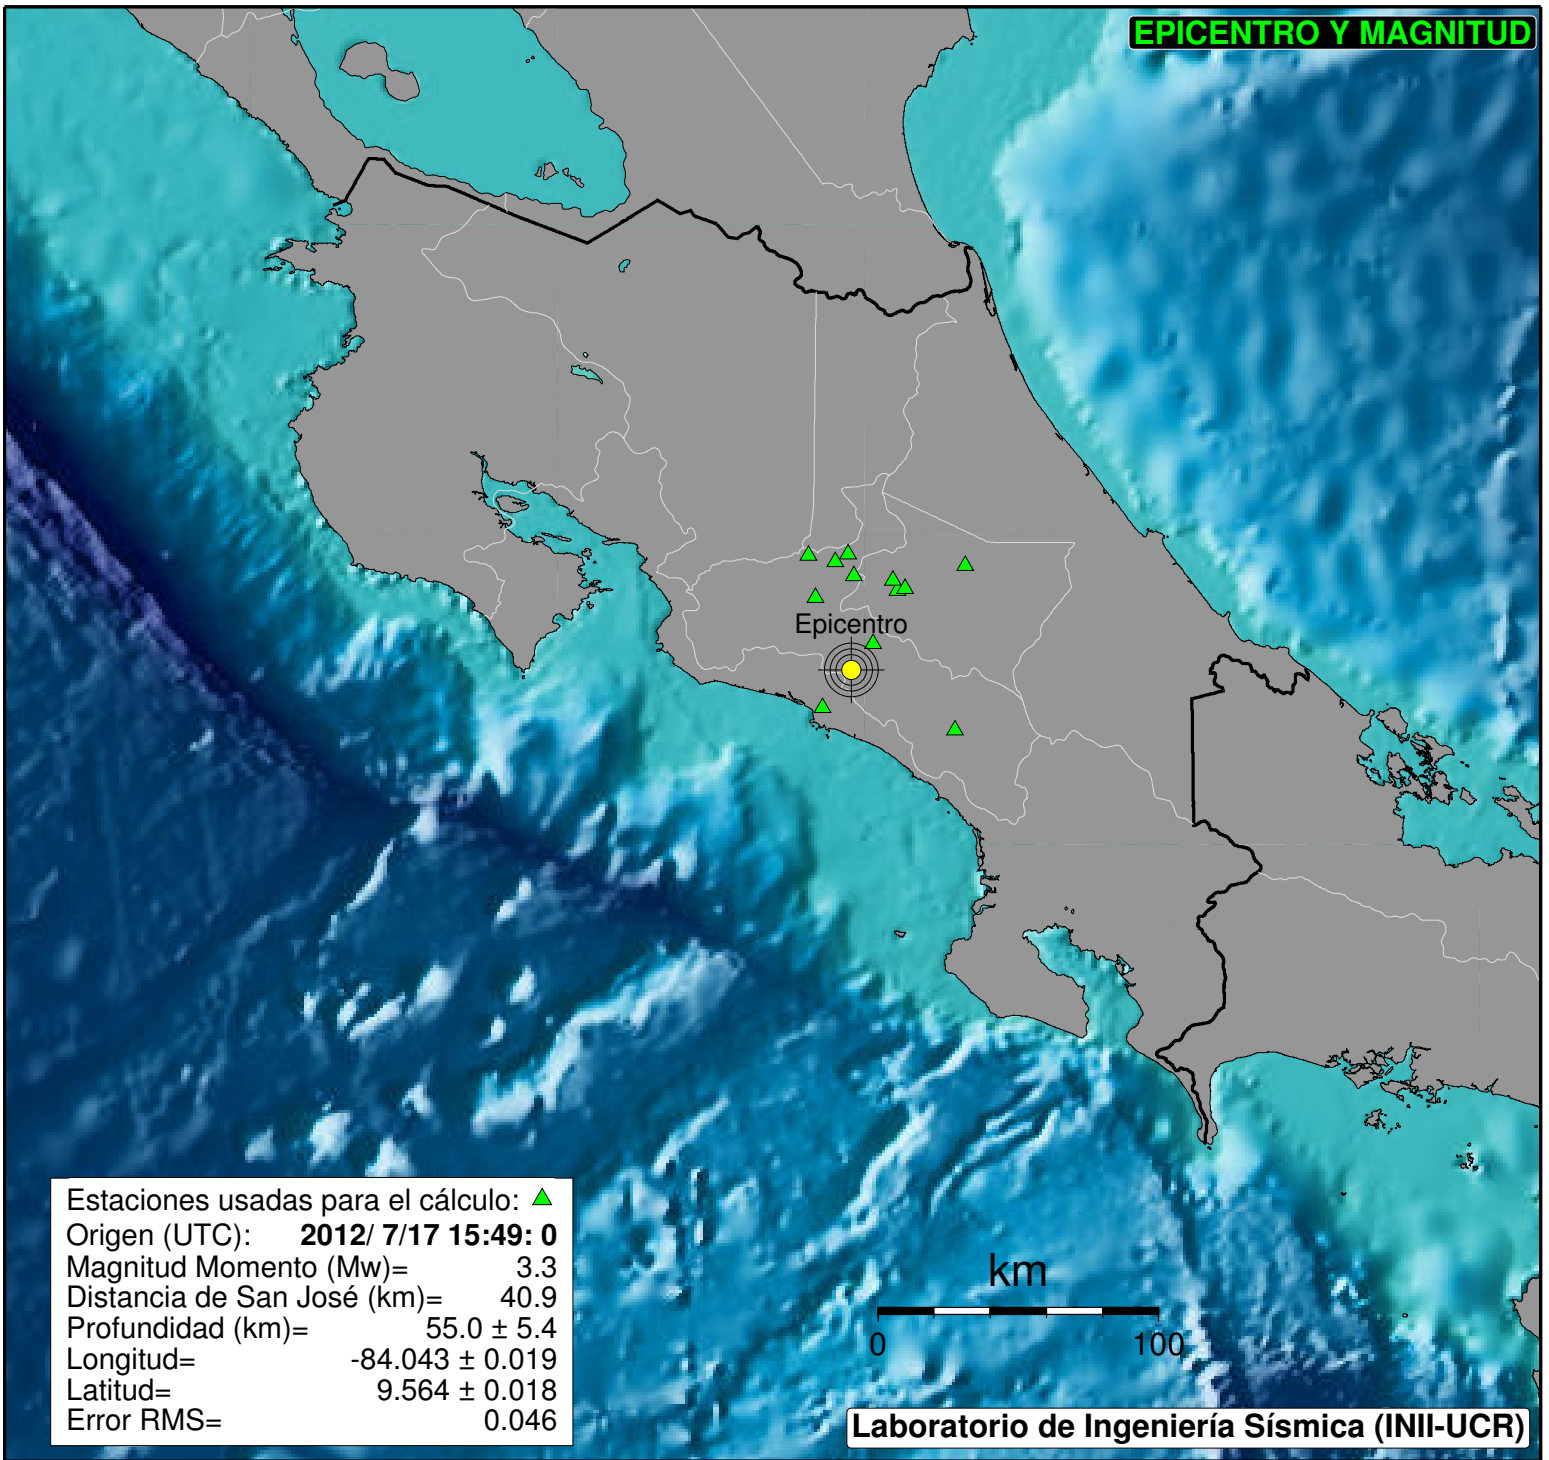 EPICENTRO Y MAGNITUD
Epicentro
Estaciones usadas para el cálculo:
Origen (UTC): 2012/ 7/17 15:49: 0
Magnitud Momento (Mw)= 3.3
Distancia de San José (km)= 40.9
Profundidad (km)= 55.0 ± 5.4
Longitud= -84.043 ± 0.019
Latitud= 9.564 ± 0.018
Error RMS= 0.046
km
0 100
Laboratorio de Ingeniería Sísmica (INII-UCR)